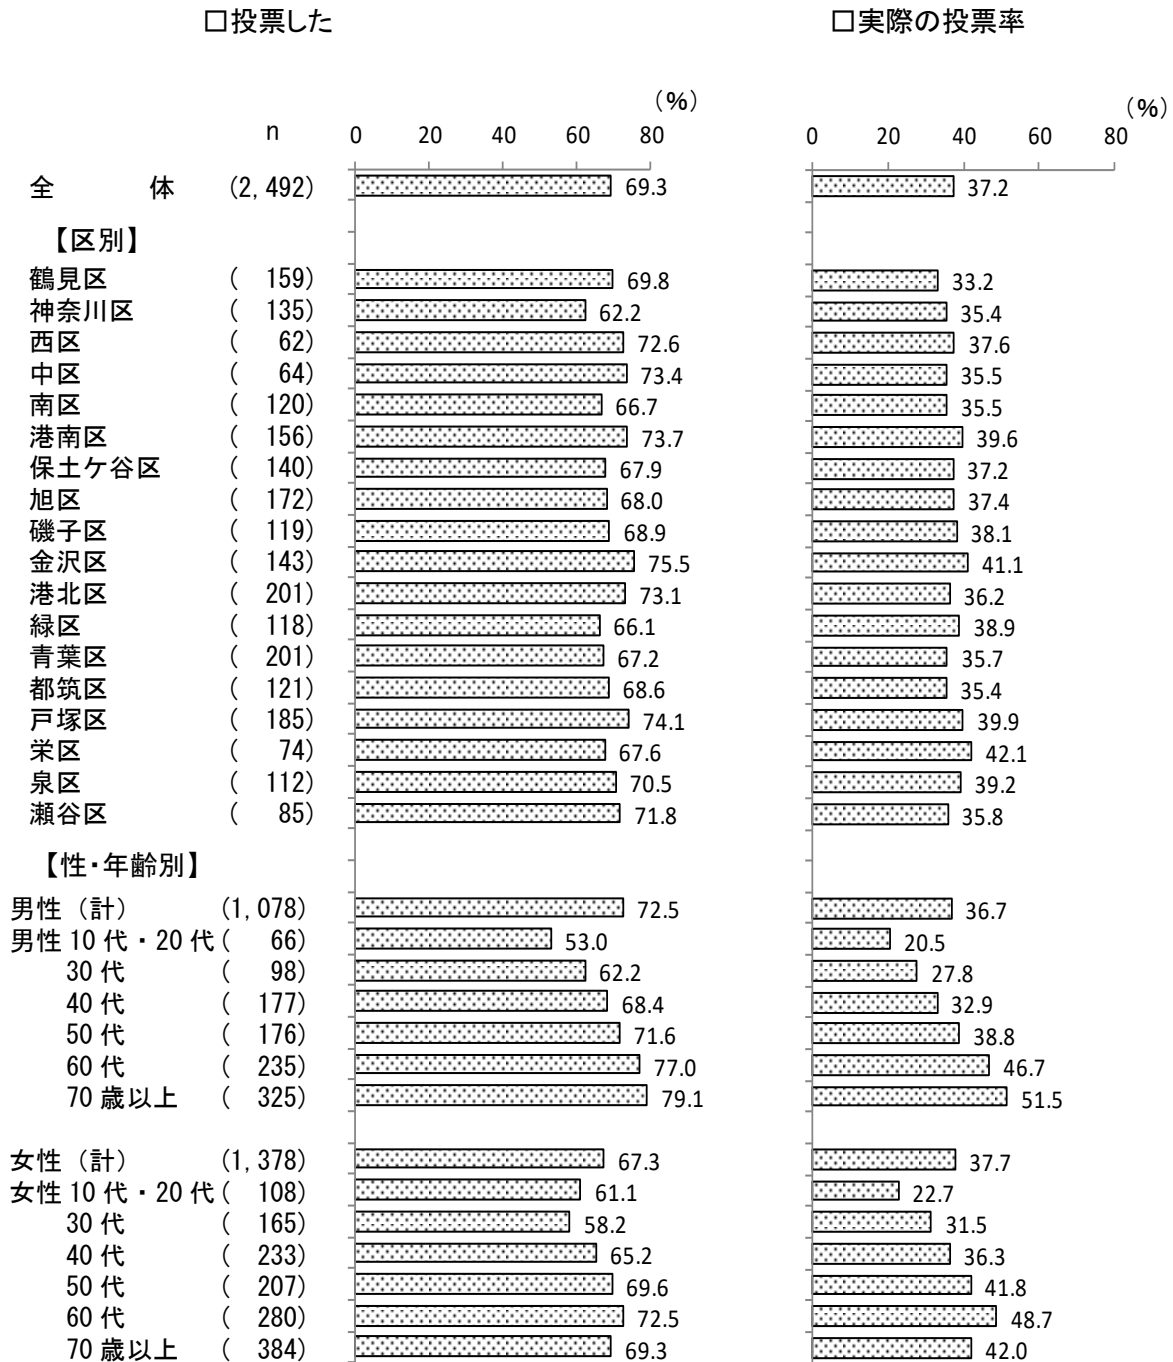 □投票した □実際の投票率
(%) (%)
n 0 20 40 60 80 0 20 40 60 80
全 体 (2,492) 69.3 37.2
【区別】
鶴見区 ( 159) 69.8 33.2
神奈川区 ( 135) 62.2 35.4
西区 ( 62) 72.6 37.6
中区 ( 64) 73.4 35.5
南区 ( 120) 66.7 35.5
港南区 ( 156) 73.7 39.6
保土ケ谷区 ( 140) 67.9 37.2
旭区 ( 172) 68.0 37.4
磯子区 ( 119) 68.9 38.1
金沢区 ( 143) 75.5 41.1
港北区 ( 201) 73.1 36.2
緑区 ( 118) 66.1 38.9
青葉区 ( 201) 67.2 35.7
都筑区 ( 121) 68.6 35.4
戸塚区 ( 185) 74.1 39.9
栄区 ( 74) 67.6 42.1
泉区 ( 112) 70.5 39.2
瀬谷区 ( 85) 71.8 35.8
【性・年齢別】
男性（計） (1,078) 72.5 36.7
男性 10 代・20 代 ( 66) 53.0 20.5
30 代 ( 98) 62.2 27.8
40 代 ( 177) 68.4 32.9
50 代 ( 176) 71.6 38.8
60 代 ( 235) 77.0 46.7
70 歳以上 ( 325) 79.1 51.5
女性（計） (1,378) 67.3 37.7
女性 10 代・20 代 ( 108) 61.1 22.7
30 代 ( 165) 58.2 31.5
40 代 ( 233) 65.2 36.3
50 代 ( 207) 69.6 41.8
60 代 ( 280) 72.5 48.7
70 歳以上 ( 384) 69.3 42.0